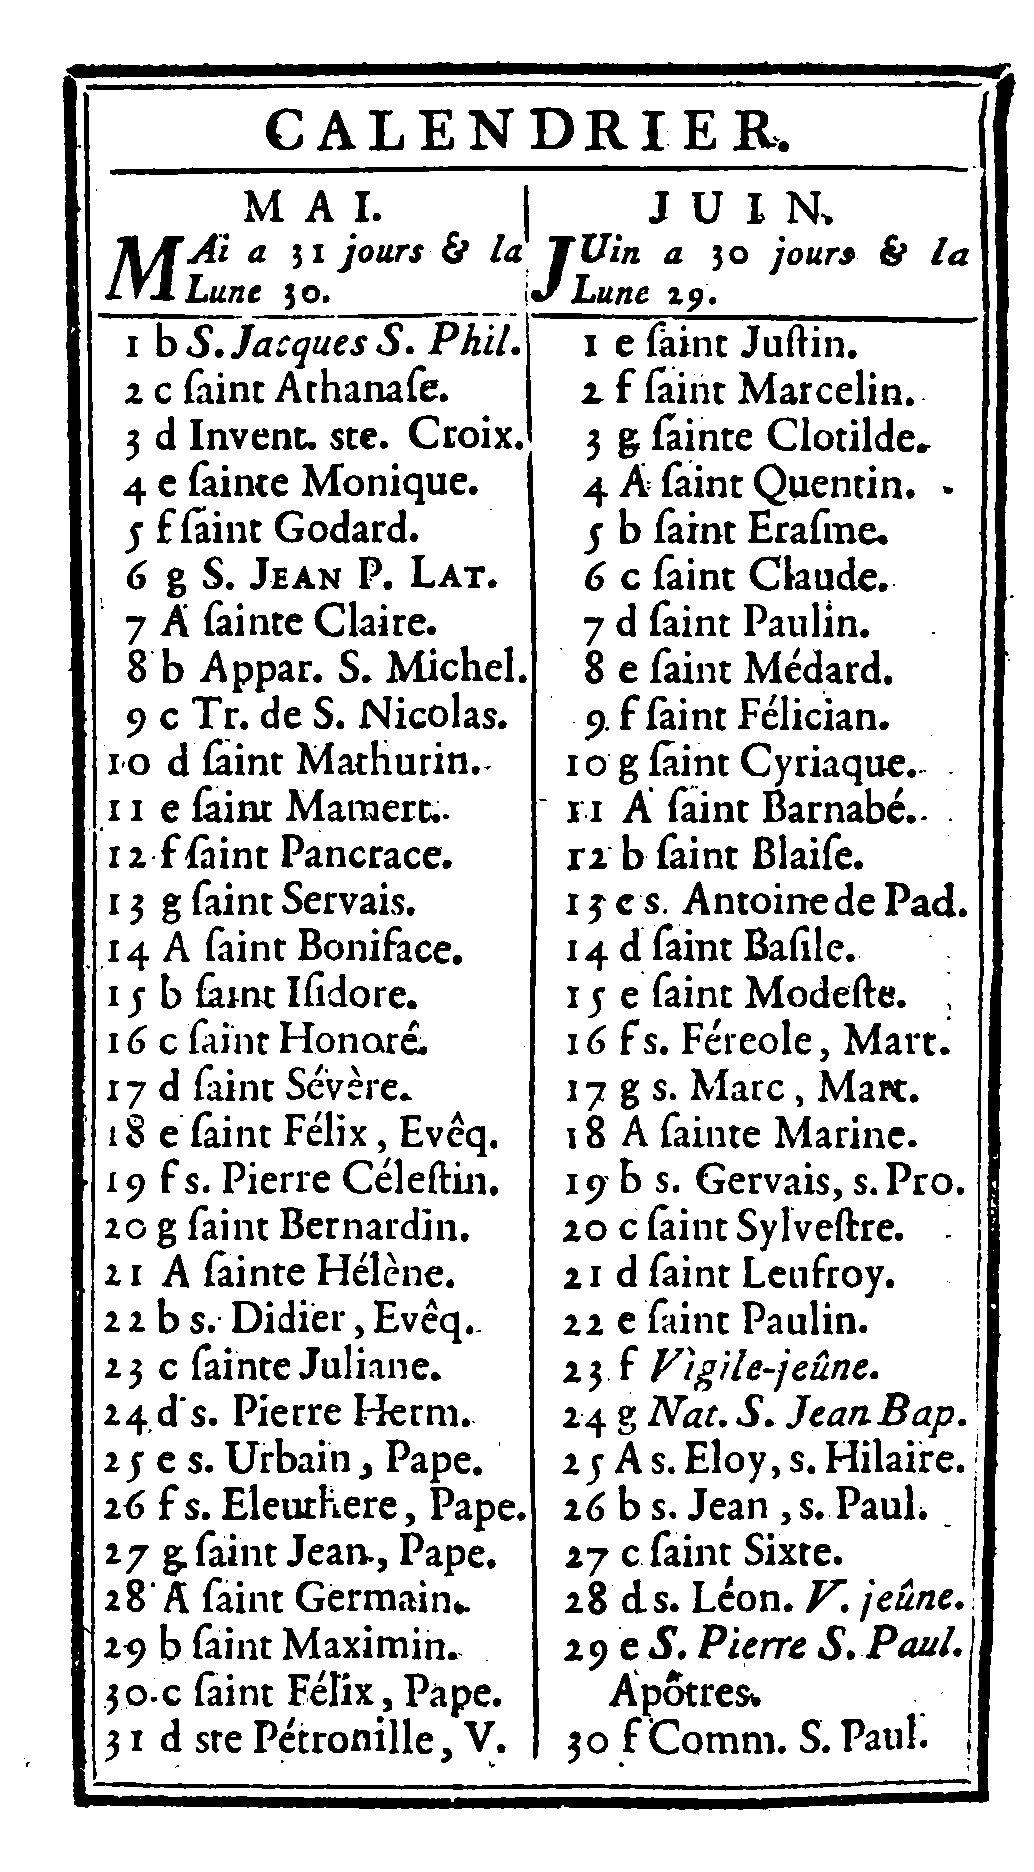 CALENDRIER.
MAI.
MAi a 31 jours & la
Lune 30.
1 b S. Jacques S. Phil.
2 c ſaint Athanaſe.
3 d Invent. ste. Croix.
4 e ſainte Monique.
5 f ſaint Godard.
6 g S. JEAN P. LAT.
7 A ſainte Claire.
8 b Appar. S. Michel.
9 c Tr. de S. Nicolas.
10 d ſaint Mathurin.
11 e ſaint Mamert.
12 f ſaint Pancrace.
13 g ſaint Servais.
14 A ſaint Boniface.
15 b ſaint Iſidore.
16 c ſaint Honoré.
17 d ſaint Sévère.
18 e ſaint Félix, Evêq.
19 f s. Pierre Céleſtin.
20 g ſaint Bernardin.
21 A ſainte Hélène.
22 b s. Didier, Evêq.
23 c ſainte Juliane.
24 d s. Pierre Herm.
25 e s. Urbain, Pape.
26 f s. Eleuthere, Pape.
27 g ſaint Jean, Pape.
28 A ſaint Germain.
29 b ſaint Maximin.
30 c ſaint Félix, Pape.
31 d ste Pétronille, V.
JUIN.
JUin a 30 jours & la
Lune 29.
1 e ſaint Juſtin.
2 f ſaint Marcelin.
3 g ſainte Clotilde.
4 A ſaint Quentin.
5 b ſaint Eraſme.
6 c ſaint Claude.
7 d ſaint Paulin.
8 e ſaint Médard.
9 f ſaint Félician.
10 g ſaint Cyriaque.
11 A ſaint Barnabé.
12 b ſaint Blaiſe.
13 c s. Antoine de Pad.
14 d ſaint Baſile.
15 e ſaint Modeſte.
16 f s. Féreole, Mart.
17 g s. Marc, Mart.
18 A ſainte Marine.
19 b s. Gervais, s. Pro.
20 c ſaint Sylveſtre.
21 d ſaint Leufroy.
22 e ſaint Paulin.
23 f Vigile-jeûne.
24 g Nat. S. Jean Bap.
25 A s. Eloy, s. Hilaire.
26 b s. Jean, s. Paul.
27 c ſaint Sixte.
28 d s. Léon. V. jeûne.
29 e S. Pierre S. Paul.
Apôtres.
30 f Comm. S. Paul.